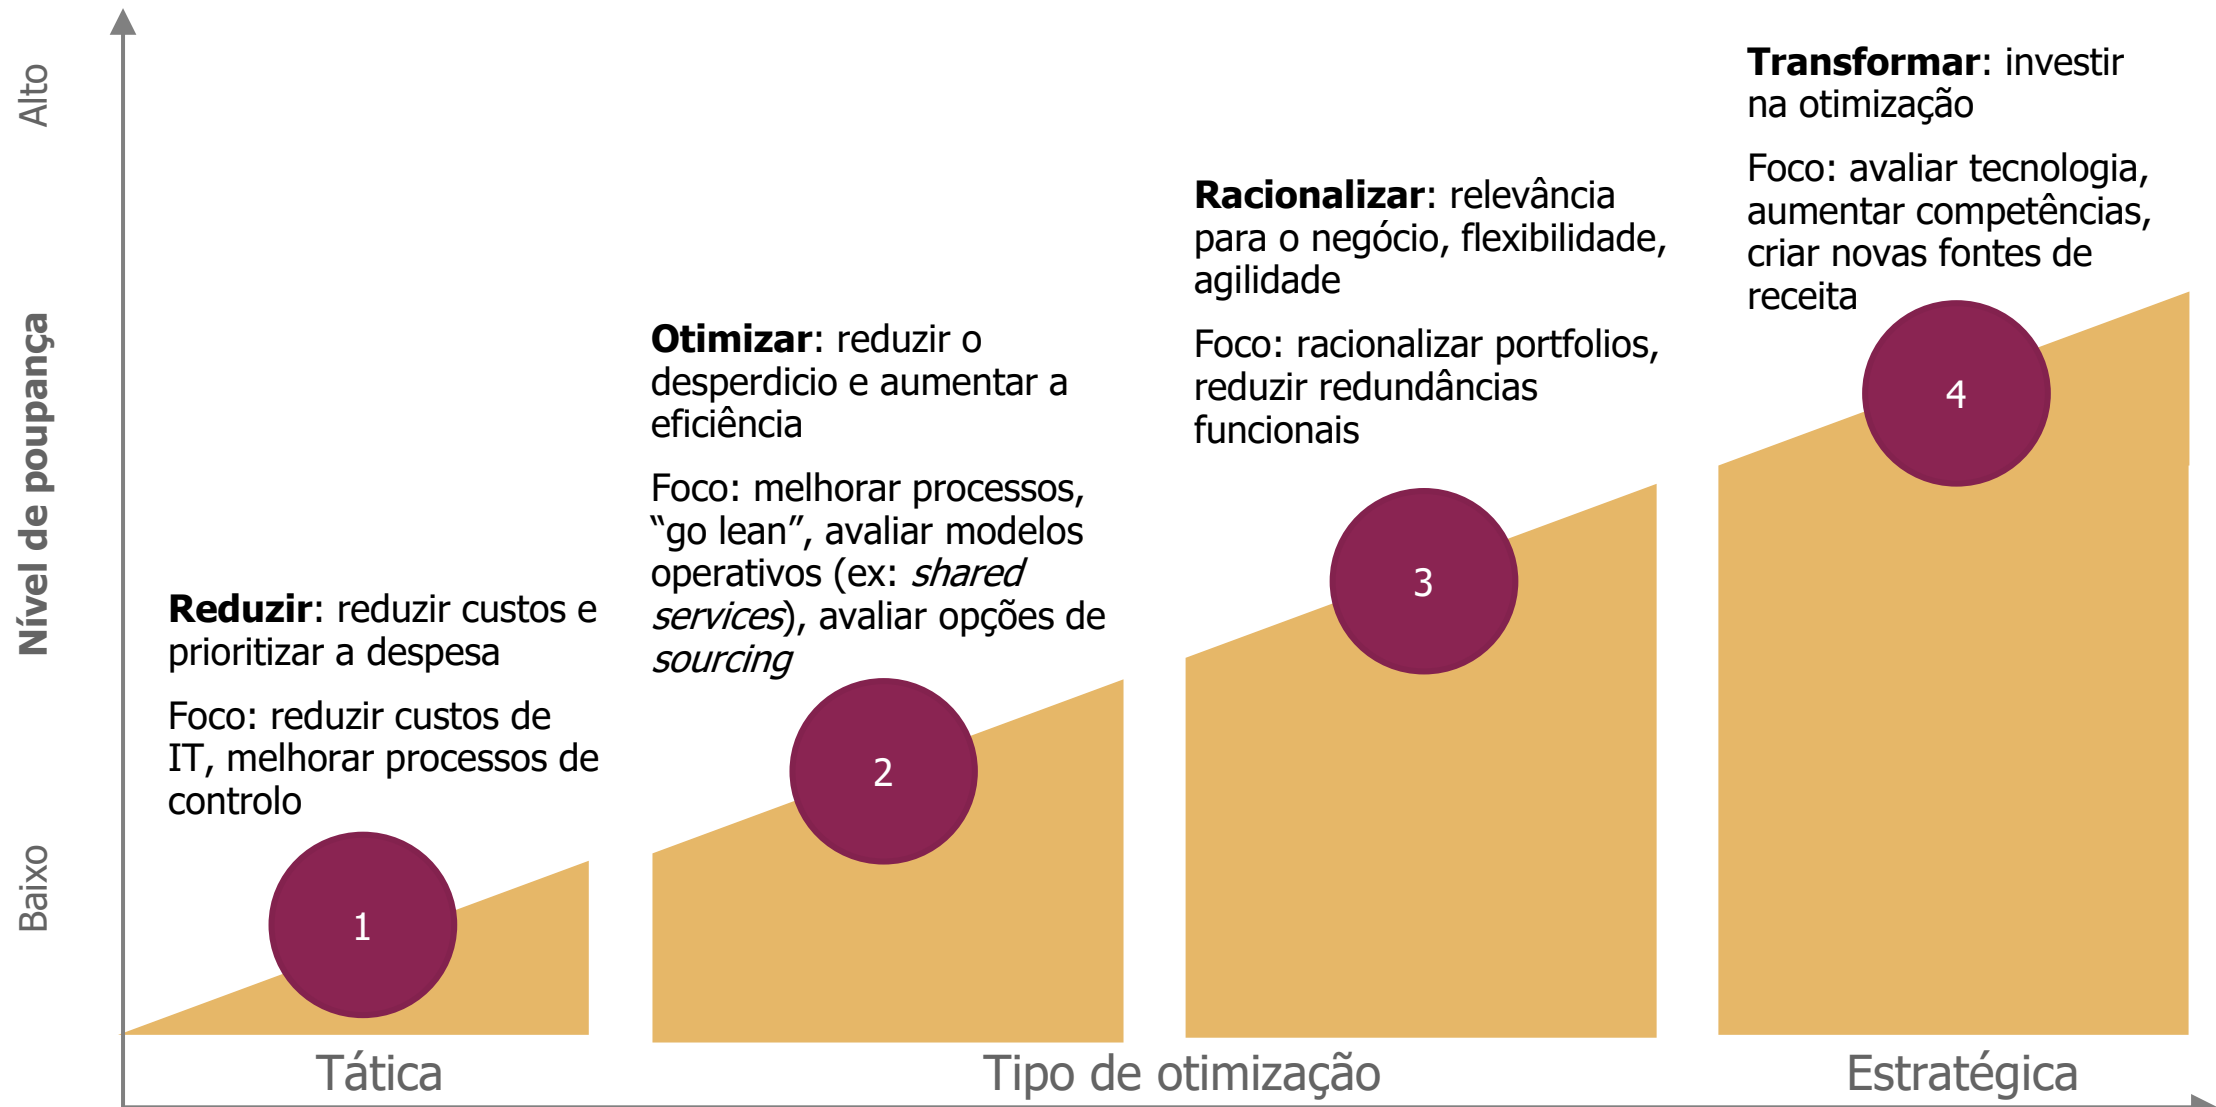 Alto
Nível de poupança
Baixo
Reduzir: reduzir custos e
prioritizar a despesa
Foco: reduzir custos de
IT, melhorar processos de
controlo
1
Otimizar: reduzir o
desperdicio e aumentar a
eficiência
Foco: melhorar processos,
“go lean”, avaliar modelos
operativos (ex: shared
services), avaliar opções de
sourcing
2
Racionalizar: relevância
para o negócio, flexibilidade,
agilidade
Foco: racionalizar portfolios,
reduzir redundâncias
funcionais
3
Transformar: investir
na otimização
Foco: avaliar tecnologia,
aumentar competências,
criar novas fontes de
receita
4
Tática
Tipo de otimização
Estratégica